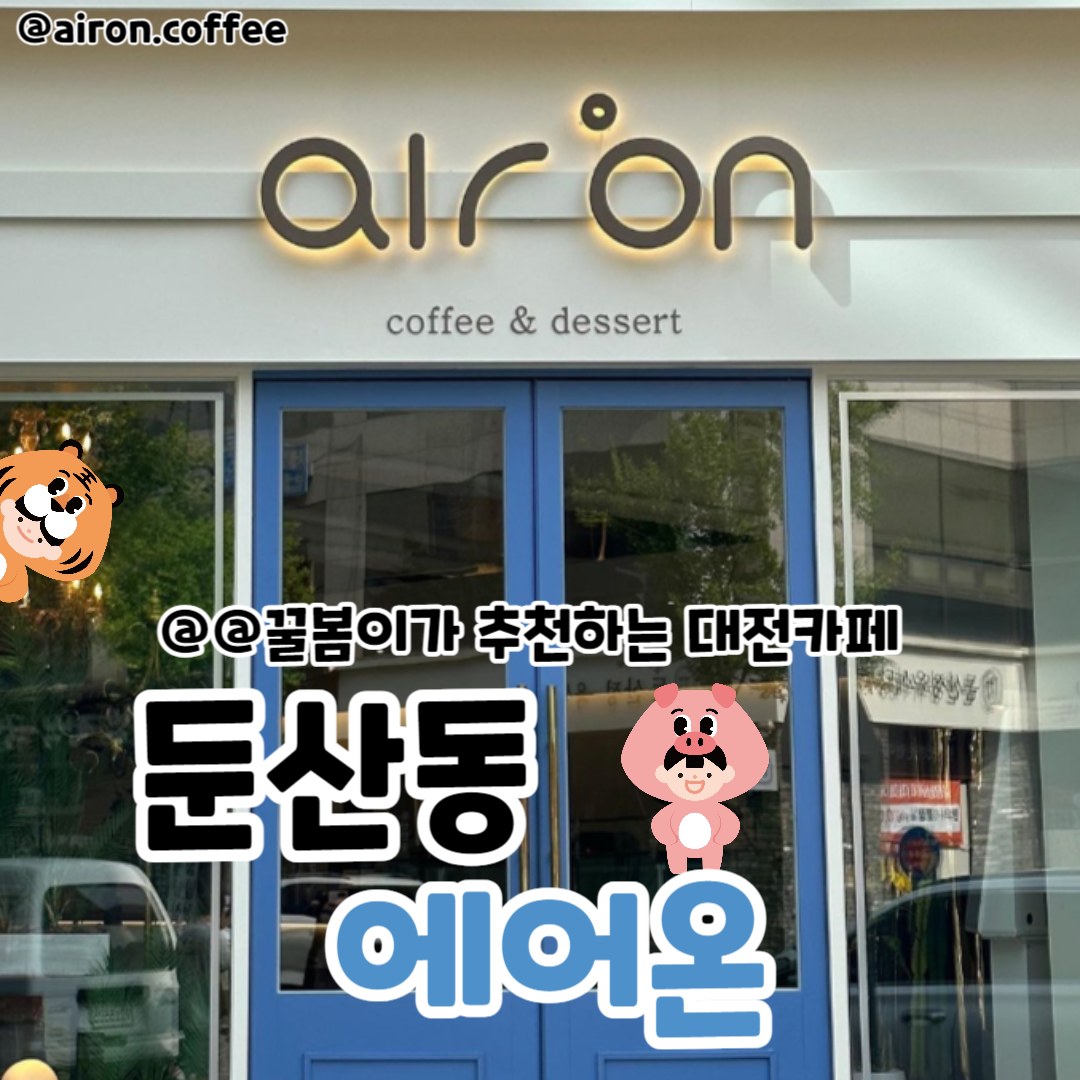 @airon.coffee
airon
coffee & dessert
@@꿀봄이가 추천하는 대전카페
둔산동
에어온